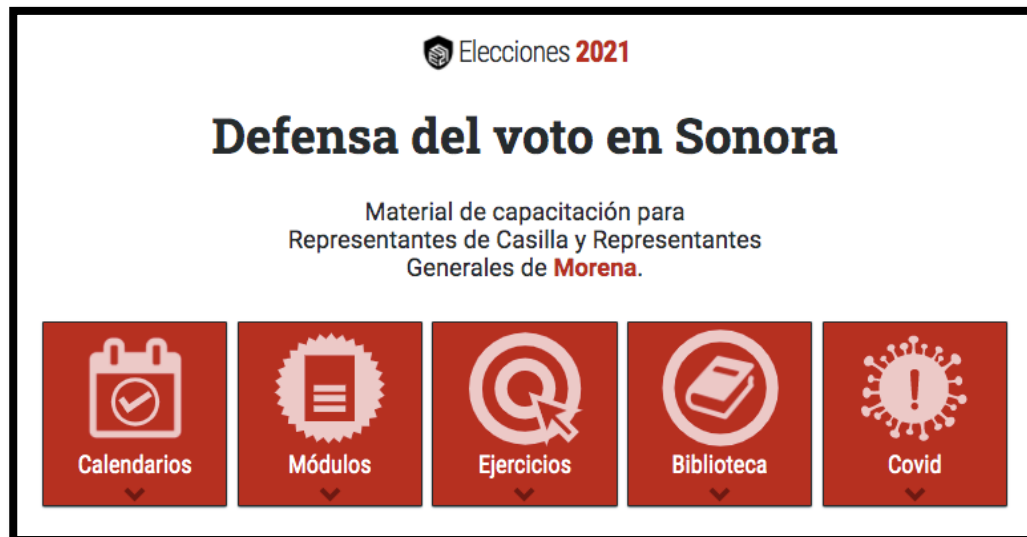 Elecciones 2021
Defensa del voto en Sonora
Material de capacitación para
Representantes de Casilla y Representantes
Generales de Morena.
Calendarios
Módulos
Ejercicios
Biblioteca
Covid